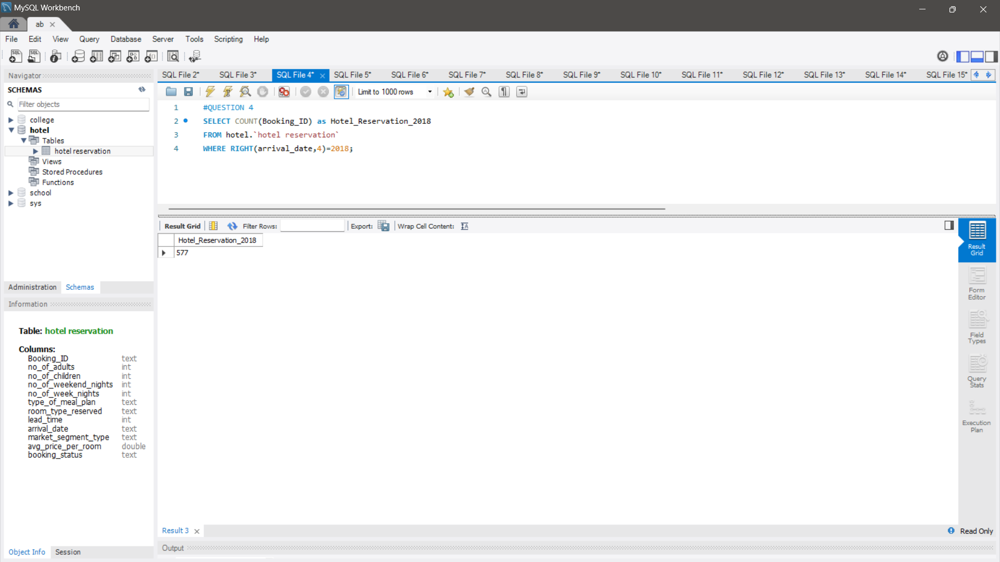 MySQL Workbench
ab
File Edit View Query Database Server Tools Scripting Help
Navigator
SCHEMAS
Filter objects
college
hotel
Tables
hotel reservation
Views
Stored Procedures
Functions
school
sys
Administration Schemas
Information
Table: hotel reservation
Columns:
Booking_ID text
no_of_adults int
no_of_children int
no_of_weekend_nights int
no_of_week_nights int
type_of_meal_plan text
room_type_reserved text
lead_time int
arrival_date text
market_segment_type text
avg_price_per_room double
booking_status text
Object Info Session
SQL File 2* SQL File 3* SQL File 4* SQL File 5* SQL File 6* SQL File 7* SQL File 8* SQL File 9* SQL File 10* SQL File 11* SQL File 12* SQL File 13* SQL File 14* SQL File 15*
Limit to 1000 rows
1 #QUESTION 4
2 SELECT COUNT(Booking_ID) as Hotel_Reservation_2018
3 FROM hotel.`hotel reservation`
4 WHERE RIGHT(arrival_date,4)=2018;
Result Grid Filter Rows: Export: Wrap Cell Content:
Hotel_Reservation_2018
577
Result Grid
Form Editor
Field Types
Query Stats
Execution Plan
Result 3
Read Only
Output